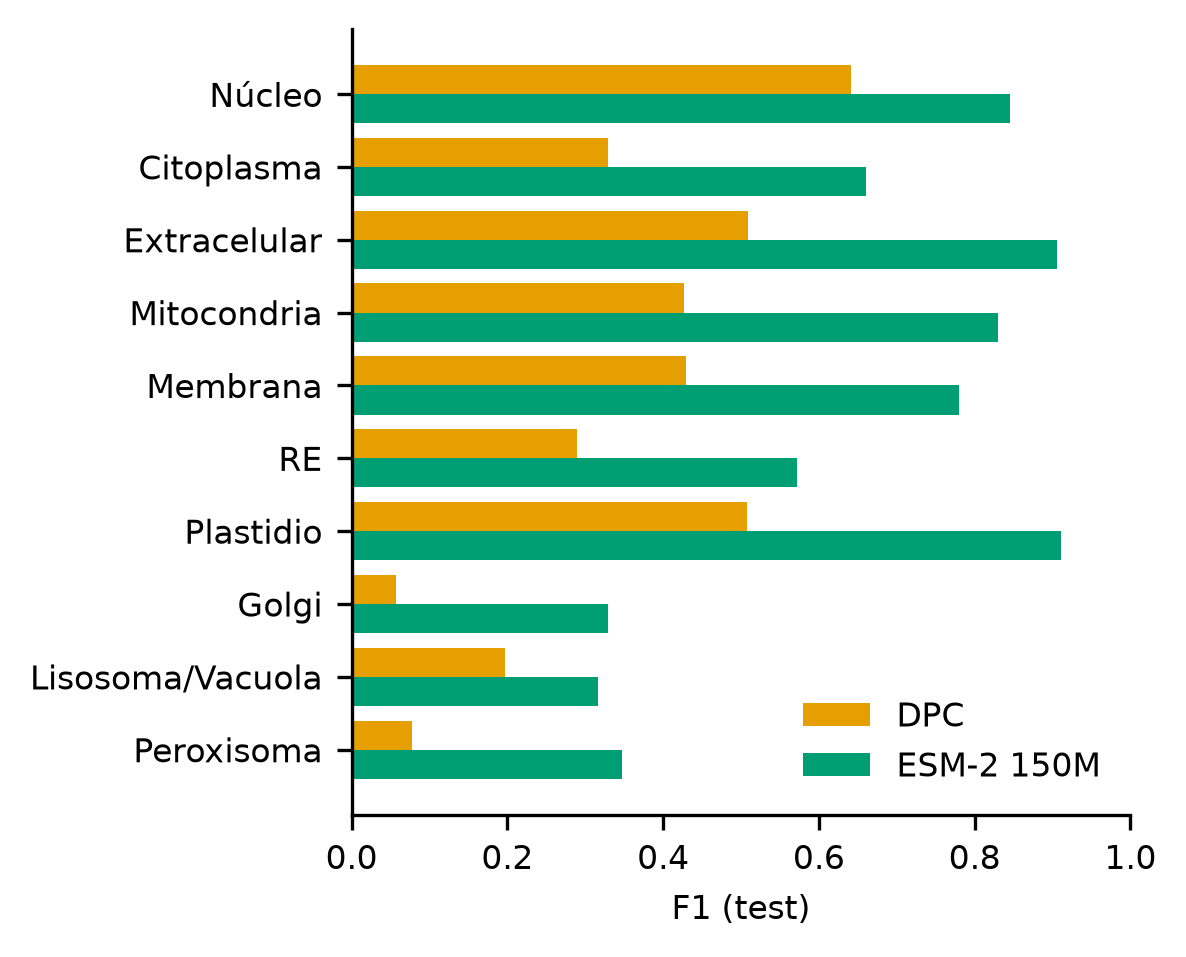 Núcleo
Citoplasma
Extracelular
Mitocondria
Membrana
RE
Plastidio
Golgi
Lisosoma/Vacuola
Peroxisoma
DPC
ESM-2 150M
0.0 0.2 0.4 0.6 0.8 1.0
F1 (test)